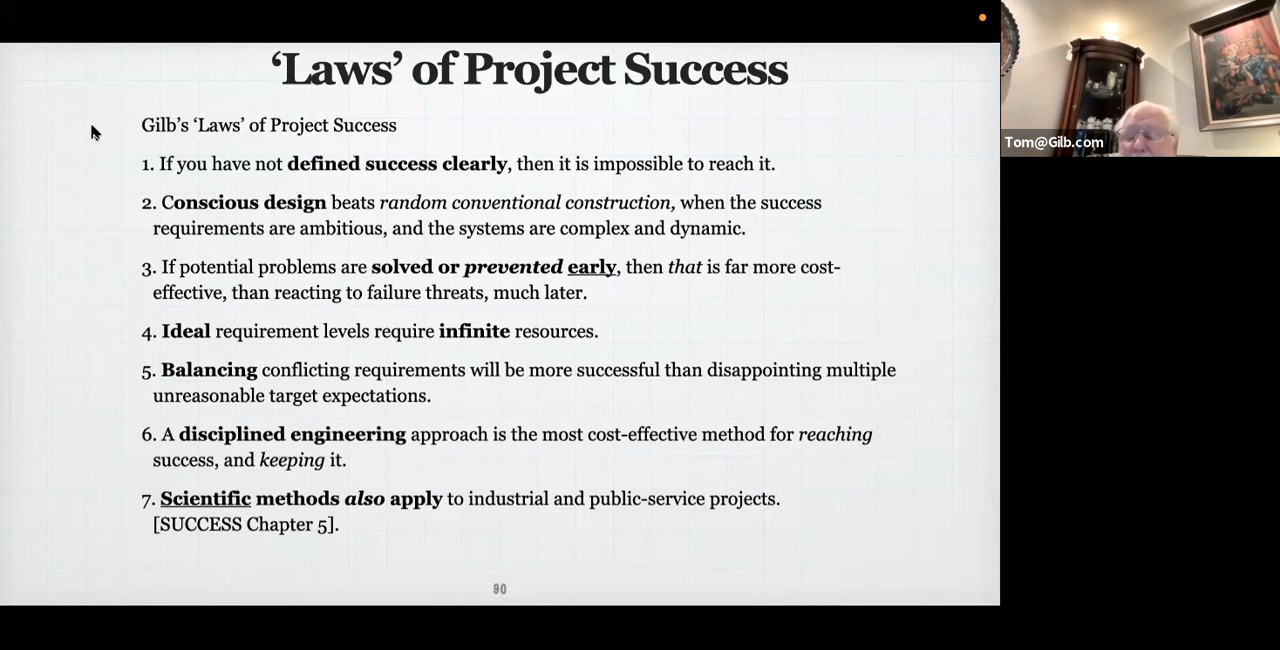 ‘Laws’ of Project Success
Tom@Gilb.com
Gilb’s ‘Laws’ of Project Success
1. If you have not defined success clearly, then it is impossible to reach it.
2. Conscious design beats random conventional construction, when the success
requirements are ambitious, and the systems are complex and dynamic.
3. If potential problems are solved or prevented early, then that is far more cost-
effective, than reacting to failure threats, much later.
4. Ideal requirement levels require infinite resources.
5. Balancing conflicting requirements will be more successful than disappointing multiple
unreasonable target expectations.
6. A disciplined engineering approach is the most cost-effective method for reaching
success, and keeping it.
7. Scientific methods also apply to industrial and public-service projects.
[SUCCESS Chapter 5].
90